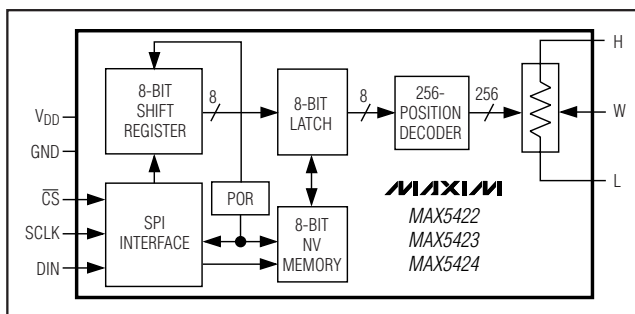 H
8-BIT
SHIFT
REGISTER
8
8-BIT
LATCH
8
256-
POSITION
DECODER
256
W
L
VDD
GND
CS
SCLK
DIN
SPI
INTERFACE
POR
8-BIT
NV
MEMORY
MAXIM
MAX5422
MAX5423
MAX5424